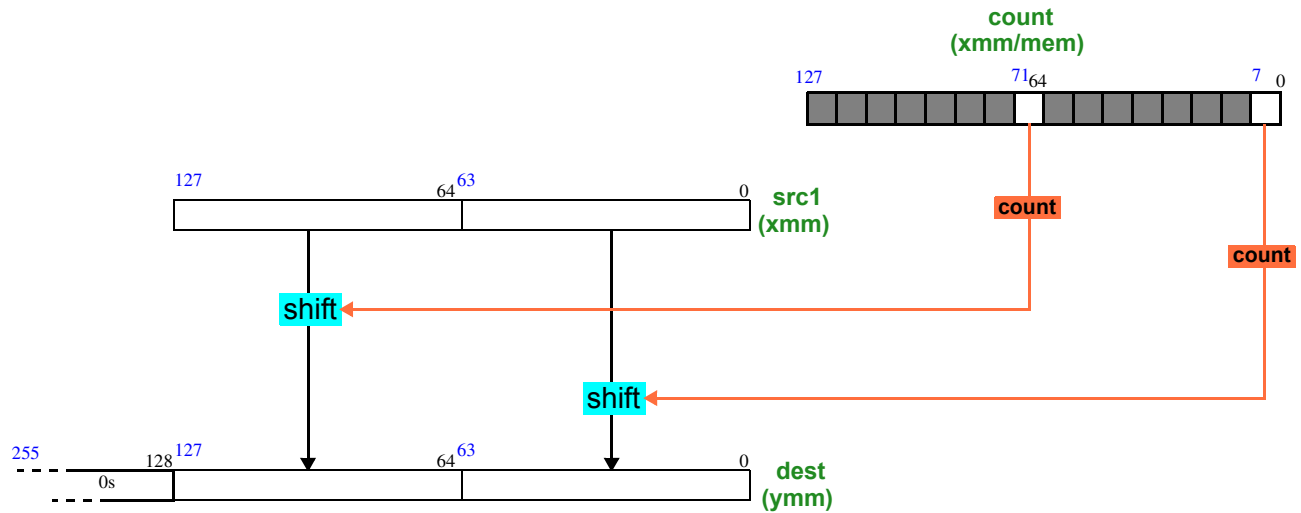 count
(xmm/mem)
127
71
64
7
0
127
64
63
0
src1
(xmm)
count
count
shift
shift
255
128
127
64
63
0
0s
dest
(ymm)